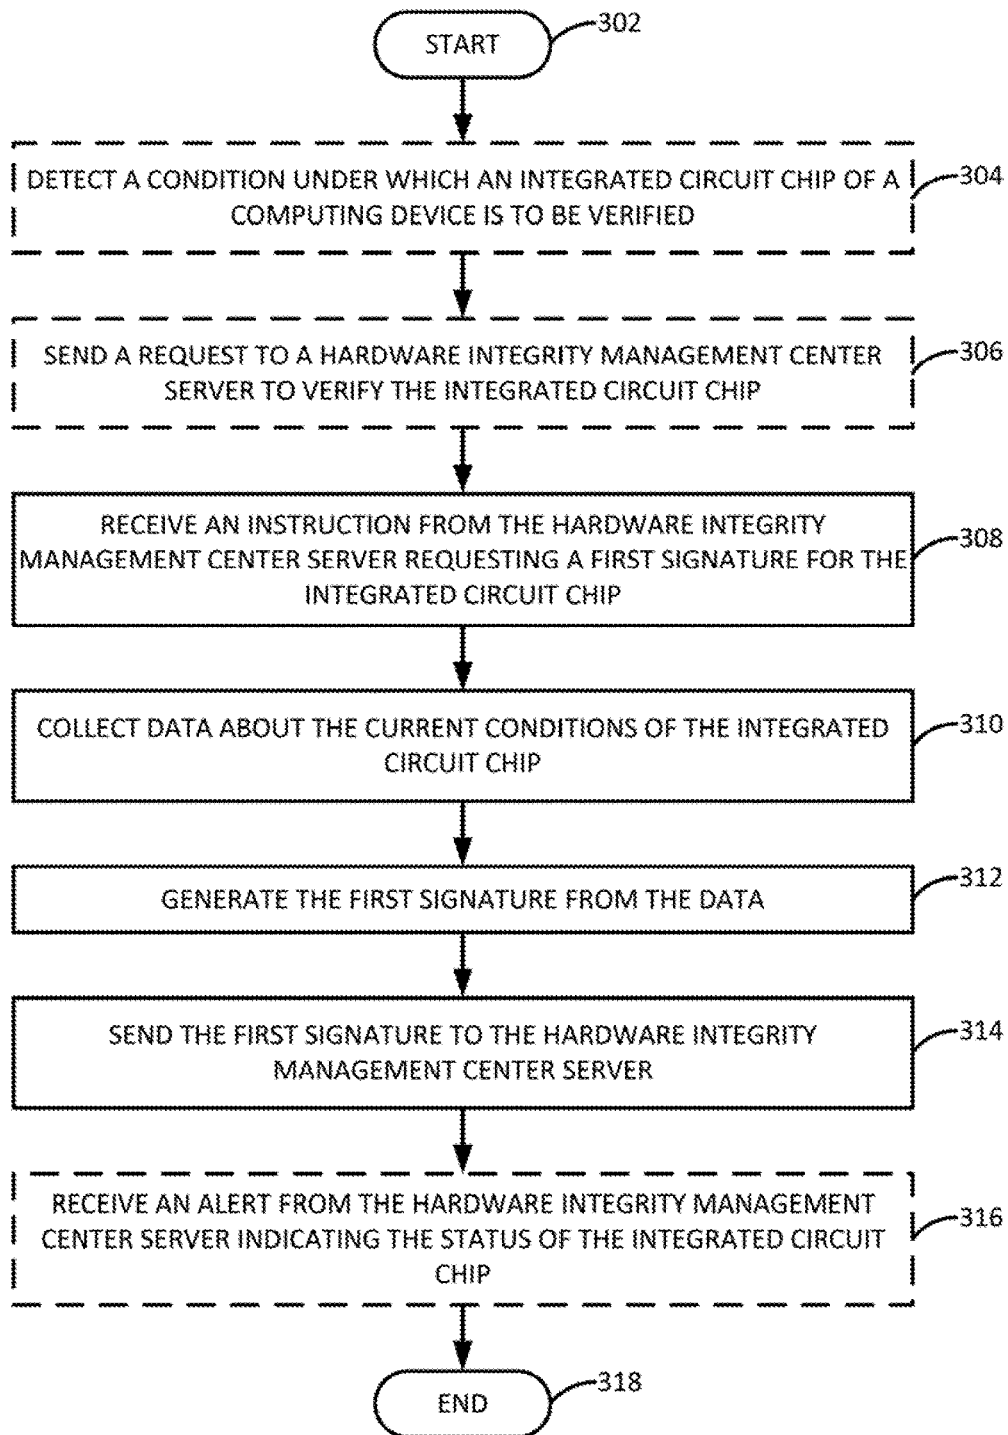 START
302
DETECT A CONDITION UNDER WHICH AN INTEGRATED CIRCUIT CHIP OF A
COMPUTING DEVICE IS TO BE VERIFIED
304
SEND A REQUEST TO A HARDWARE INTEGRITY MANAGEMENT CENTER
SERVER TO VERIFY THE INTEGRATED CIRCUIT CHIP
306
RECEIVE AN INSTRUCTION FROM THE HARDWARE INTEGRITY
MANAGEMENT CENTER SERVER REQUESTING A FIRST SIGNATURE FOR THE
INTEGRATED CIRCUIT CHIP
308
COLLECT DATA ABOUT THE CURRENT CONDITIONS OF THE INTEGRATED
CIRCUIT CHIP
310
GENERATE THE FIRST SIGNATURE FROM THE DATA
312
SEND THE FIRST SIGNATURE TO THE HARDWARE INTEGRITY
MANAGEMENT CENTER SERVER
314
RECEIVE AN ALERT FROM THE HARDWARE INTEGRITY MANAGEMENT
CENTER SERVER INDICATING THE STATUS OF THE INTEGRATED CIRCUIT
CHIP
316
END
318